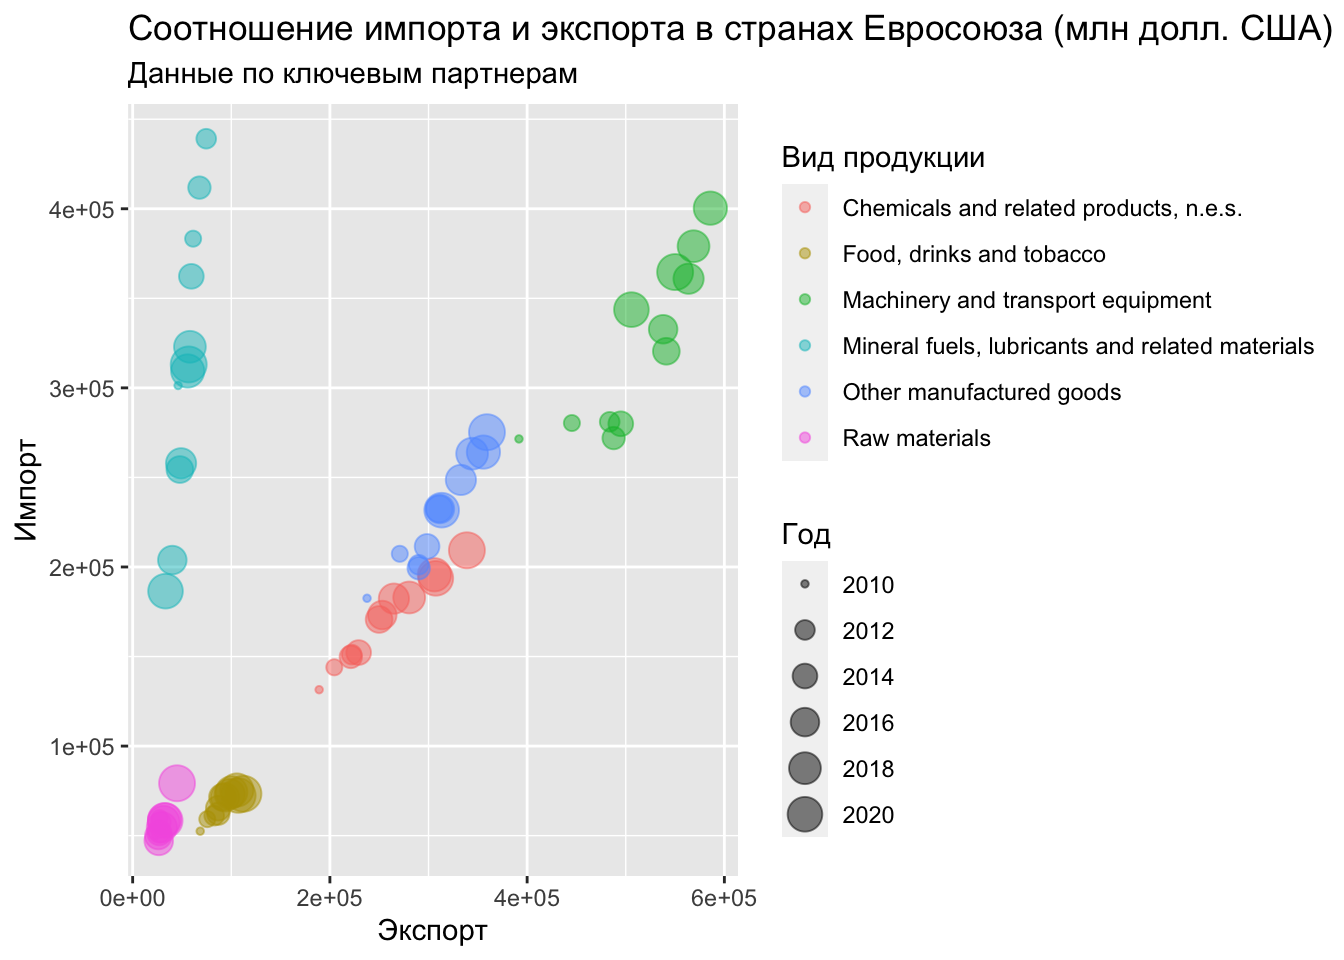 Соотношение импорта и экспорта в странах Евросоюза (млн долл. США)
Данные по ключевым партнерам
Импорт
4e+05
3e+05
2e+05
1e+05
0e+00
2e+05
4e+05
6e+05
Экспорт
Вид продукции
Chemicals and related products, n.e.s.
Food, drinks and tobacco
Machinery and transport equipment
Mineral fuels, lubricants and related materials
Other manufactured goods
Raw materials
Год
2010
2012
2014
2016
2018
2020